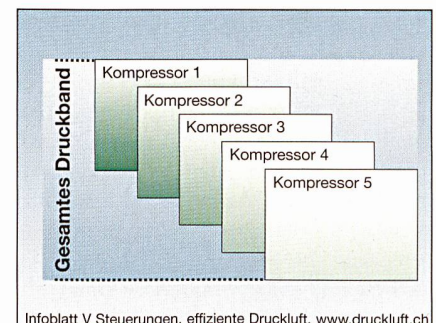 Gesamtes Druckband
Kompressor 1
Kompressor 2
Kompressor 3
Kompressor 4
Kompressor 5
Infoblatt V Steuerungen, effiziente Druckluft, www.druckluft.ch